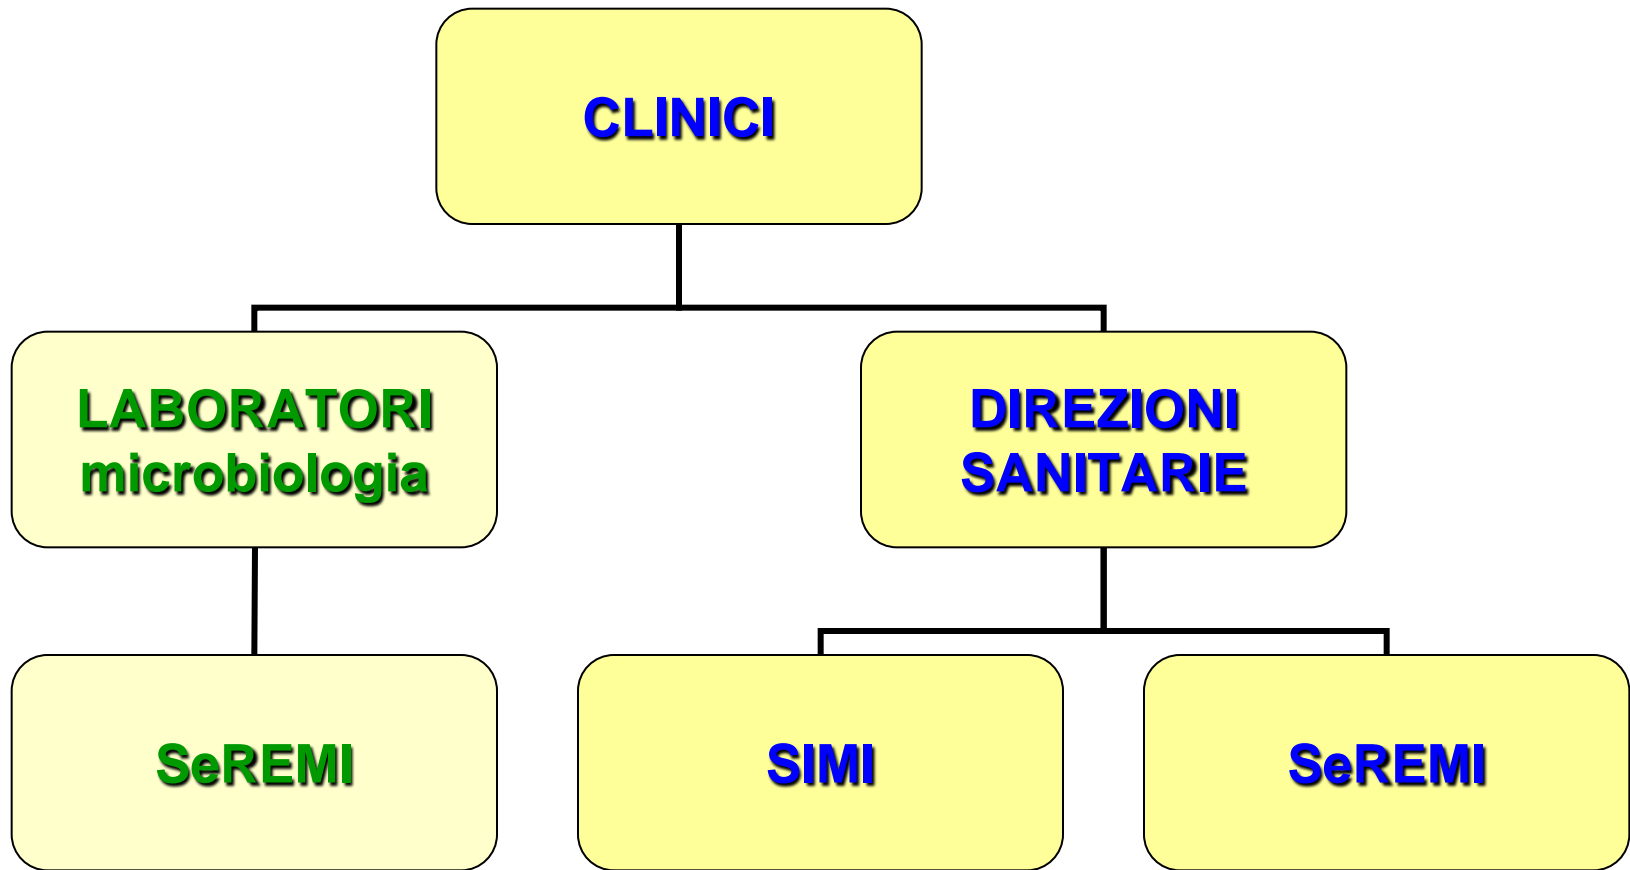 CLINICI
LABORATORI
microbiologia
DIREZIONI
SANITARIE
SeREMI
SIMI
SeREMI